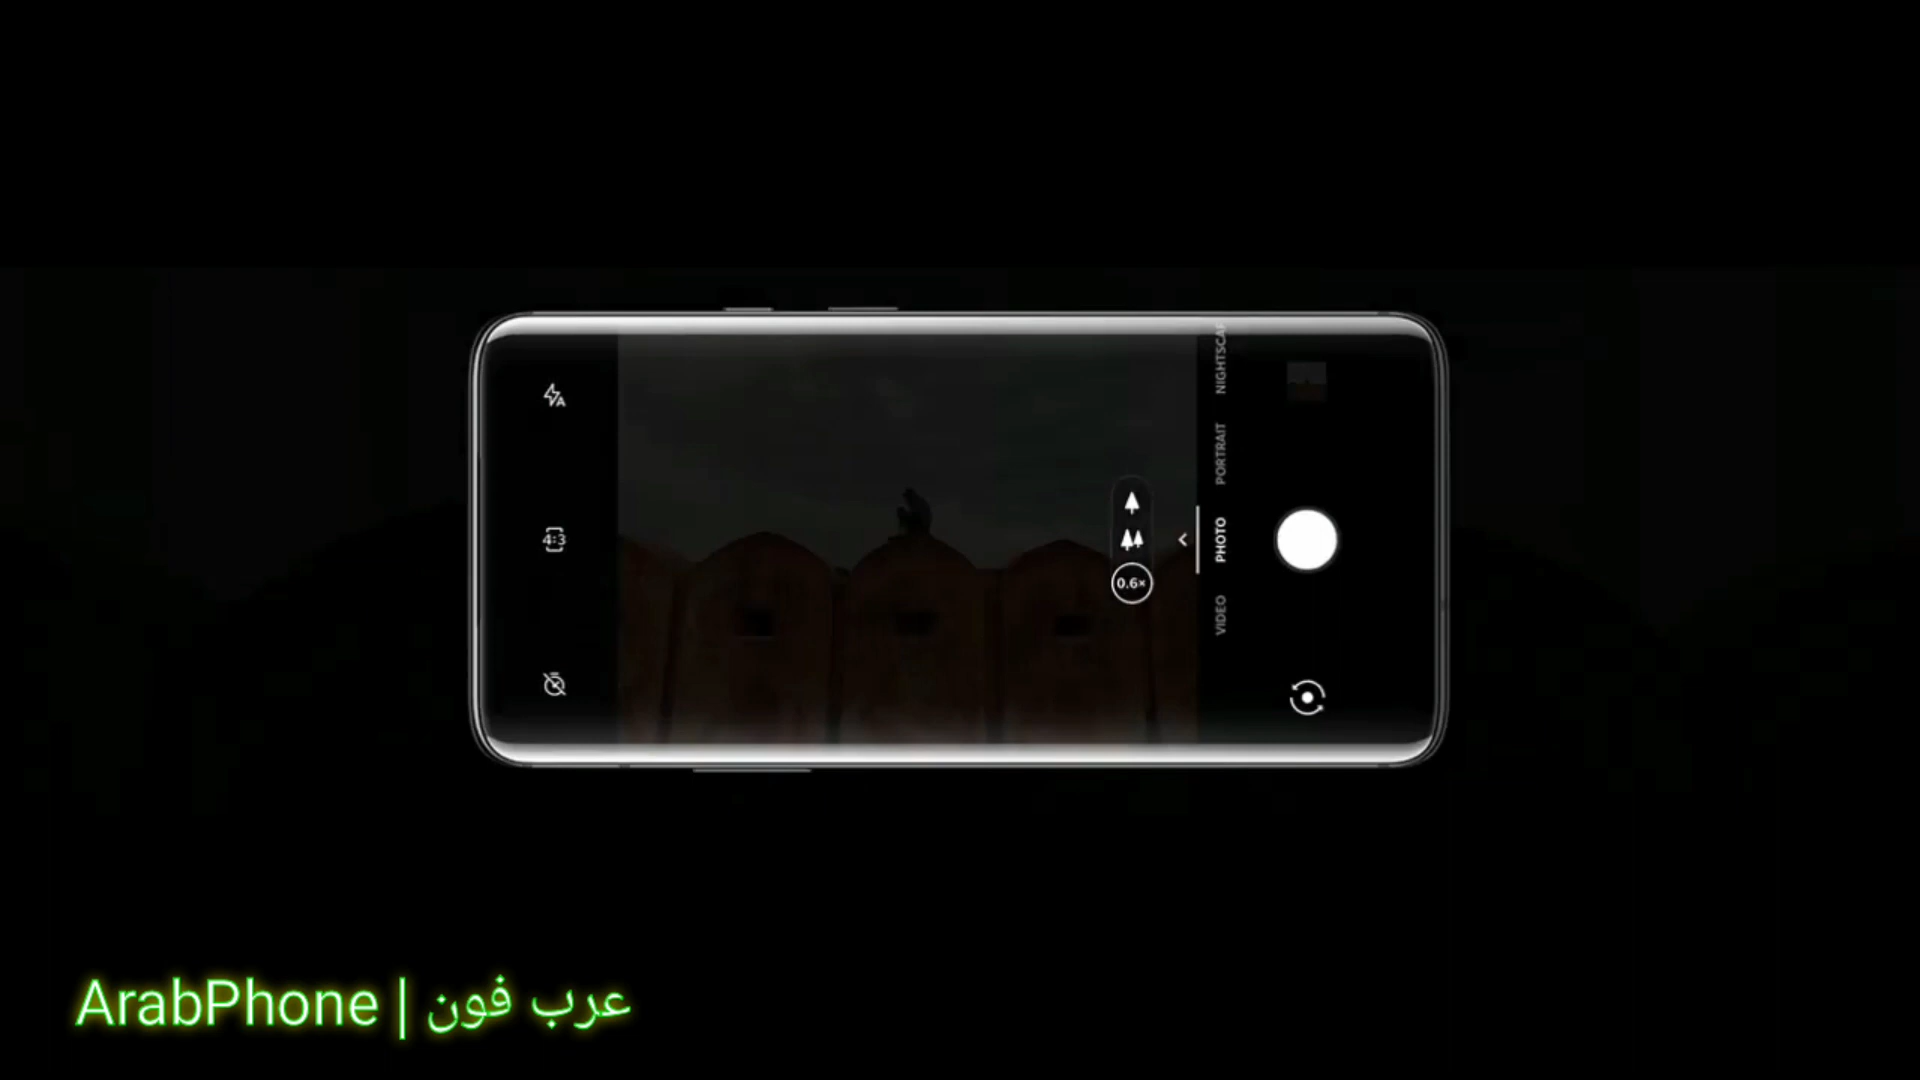 A
4:3
NIGHTSCAP
PORTRAIT
PHOTO
VIDEO
0.6×
ArabPhone | عرب فون